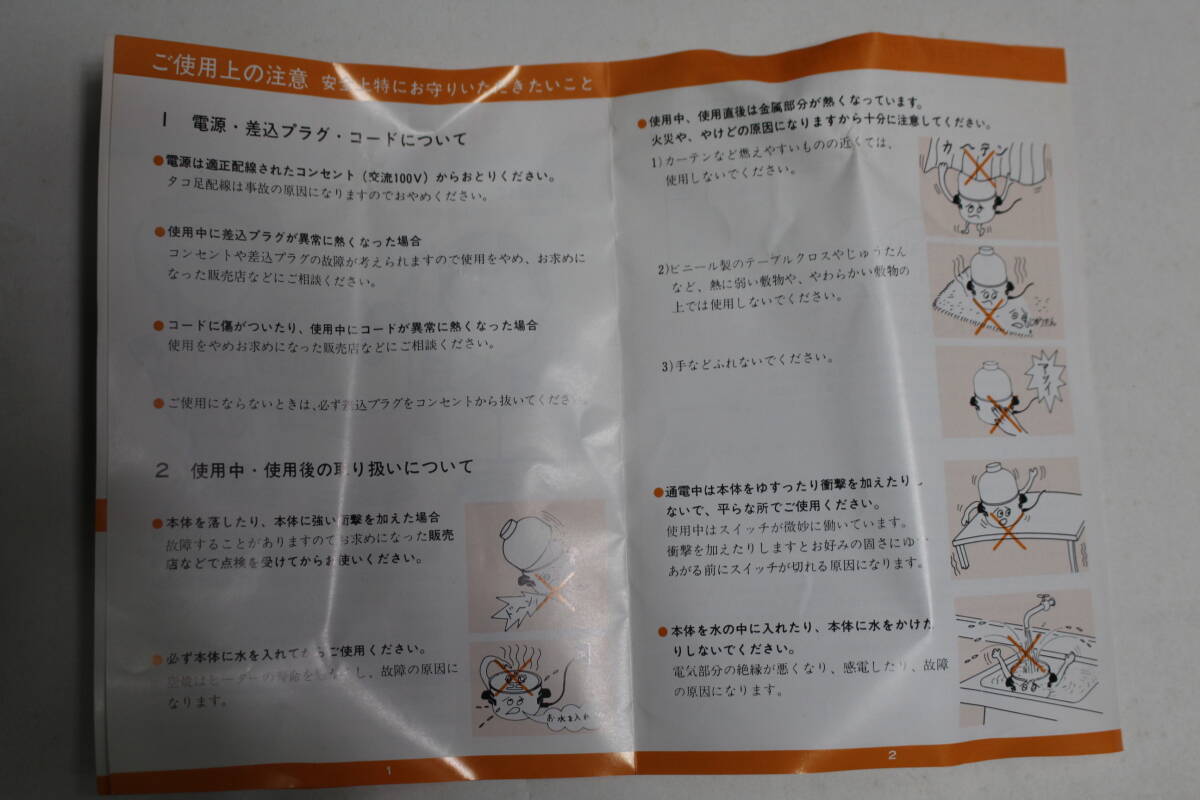 ご使用上の注意 安全上特にお守りいただきたいこと
1 電源・差込プラグ・コードについて
●電源は適正配線されたコンセント（交流100V）からおとりください。
タコ足配線は事故の原因になりますのでおやめください。
●使用中に差込プラグが異常に熱くなった場合
コンセントや差込プラグの故障が考えられますので使用をやめ、お求めに
なった販売店などにご相談ください。
●コードに傷がついたり、使用中にコードが異常に熱くなった場合
使用をやめお求めになった販売店などにご相談ください。
●ご使用にならないときは、必ず差込プラグをコンセントから抜いてくださ
2 使用中・使用後の取り扱いについて
●本体を落したり、本体に強い衝撃を加えた場合
故障することがありますのでお求めになった販売
店などで点検を受けてからお使いください。
●必ず本体に水を入れてからご使用ください。
空焼はヒーターの寿命を し、故障の原因に
なります。
お水を入れ
1
●使用中、使用直後は金属部分が熱くなっています。
火災や、やけどの原因になりますから十分に注意してください。
1)カーテンなど燃えやすいものの近くては、
使用しないでください。
カーテン
2)ビニール製のテーブルクロスやじゅうたん
など、熱に弱い敷物や、やわらかい敷物の
上では使用しないでください。
じゅうたん
3)手などふれないでください。
アツイ
●通電中は本体をゆすったり衝撃を加えたりし
ないで、平らな所でご使用ください。
使用中はスイッチが微妙に働いています。
衝撃を加えたりしますとお好みの固さにゆで
あがる前にスイッチが切れる原因になります。
●本体を水の中に入れたり、本体に水をかけた
りしないでください。
電気部分の絶縁が悪くなり、感電したり、故障
の原因になります。
2